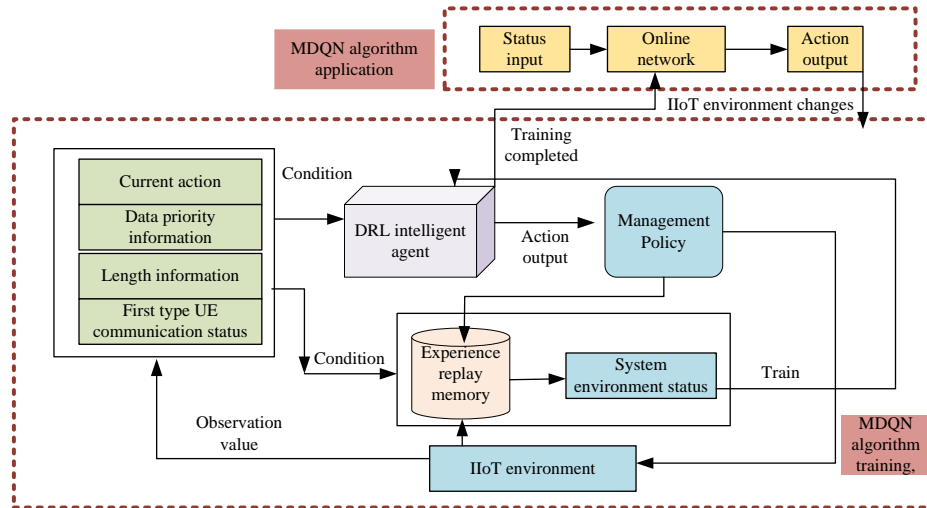 MDQN algorithm
application
Status
input
Online
network
Action
output
IIoT environment changes
Training
completed
Current action
Data priority
information
Length information
First type UE
communication status
Condition
DRL intelligent
agent
Action
output
Management
Policy
Condition
Experience
replay
memory
System
environment status
Train
Observation
value
IIoT environment
MDQN
algorithm
training,